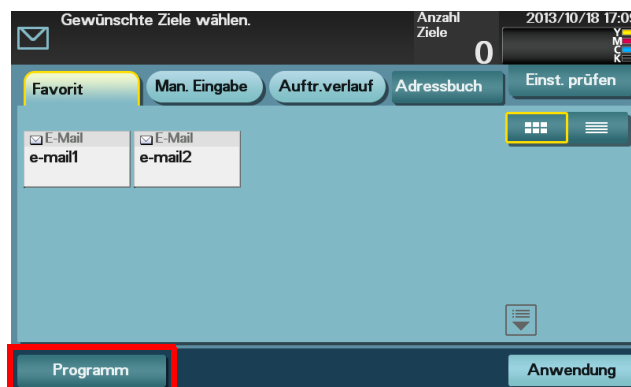 Gewünschte Ziele wählen.
Anzahl
Ziele
0
2013/10/18 17:09
Y
M
C
K
Favorit
Man. Eingabe
Auftr.verlauf
Adressbuch
Einst. prüfen
E-Mail
e-mail1
E-Mail
e-mail2
Programm
Anwendung